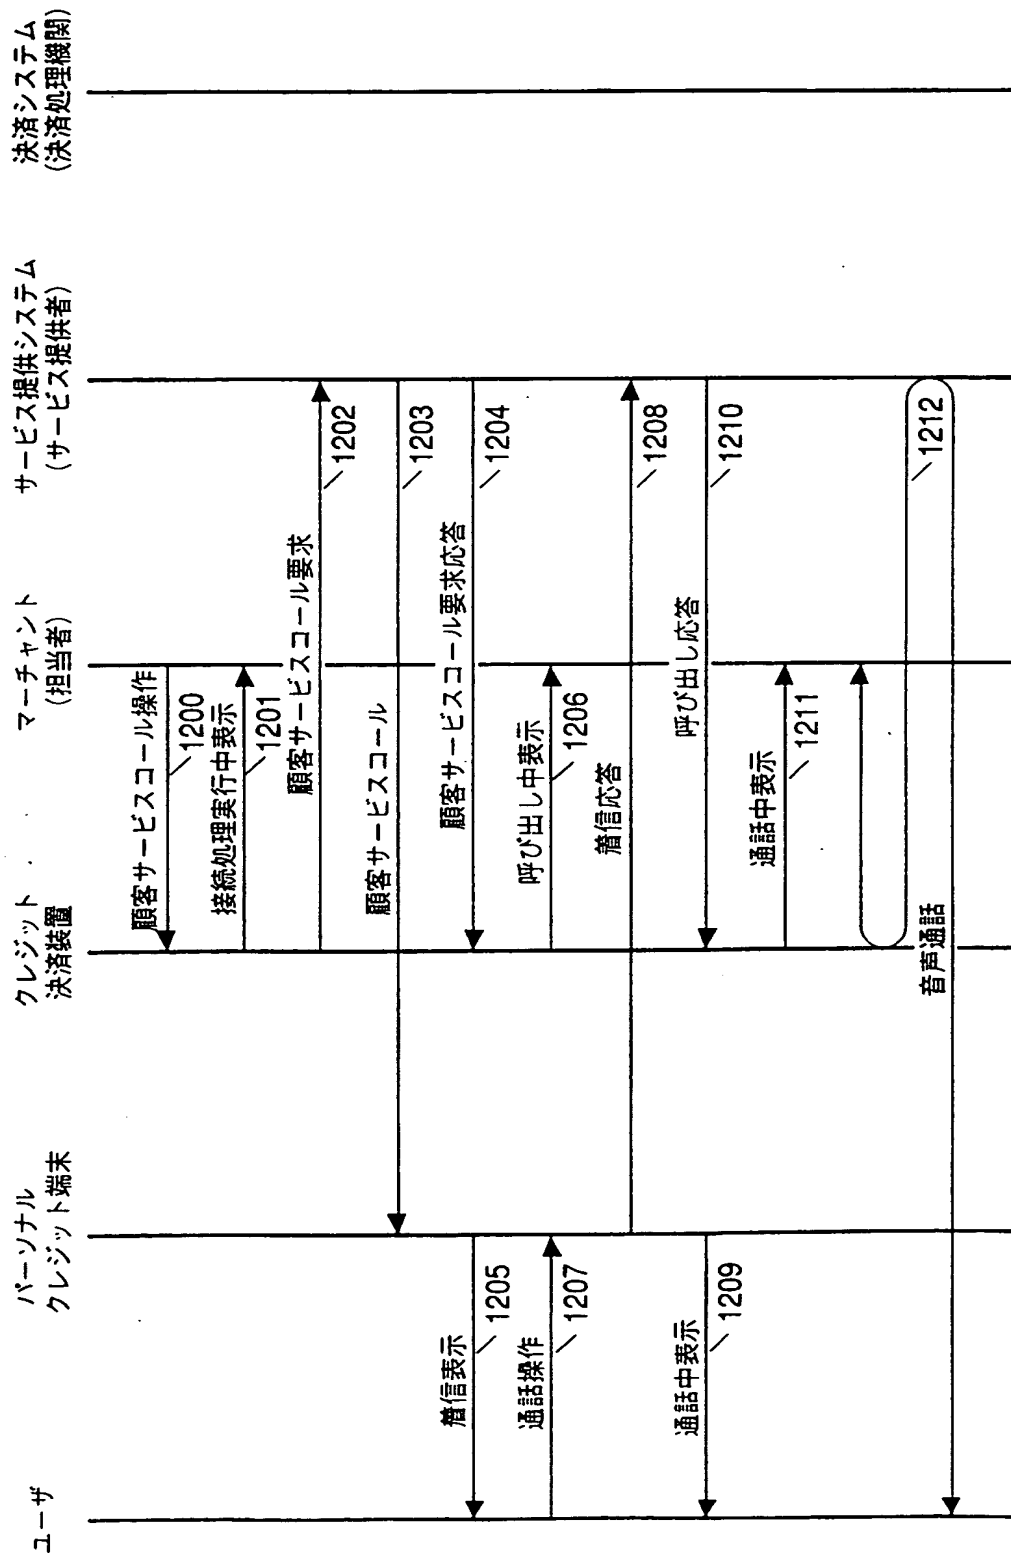 ユーザ
パーソナル
クレジット端末
クレジット
決済装置
マーチャント
(担当者)
サービス提供システム
(サービス提供者)
決済システム
(決済処理機関)
顧客サービスコール操作
1200
接続処理実行中表示
1201
顧客サービスコール要求
1202
顧客サービスコール
1203
顧客サービスコール要求応答
1204
着信表示
1205
呼び出し中表示
1206
通話操作
1207
着信応答
1208
通話中表示
1209
呼び出し応答
1210
通話中表示
1211
音声通話
1212